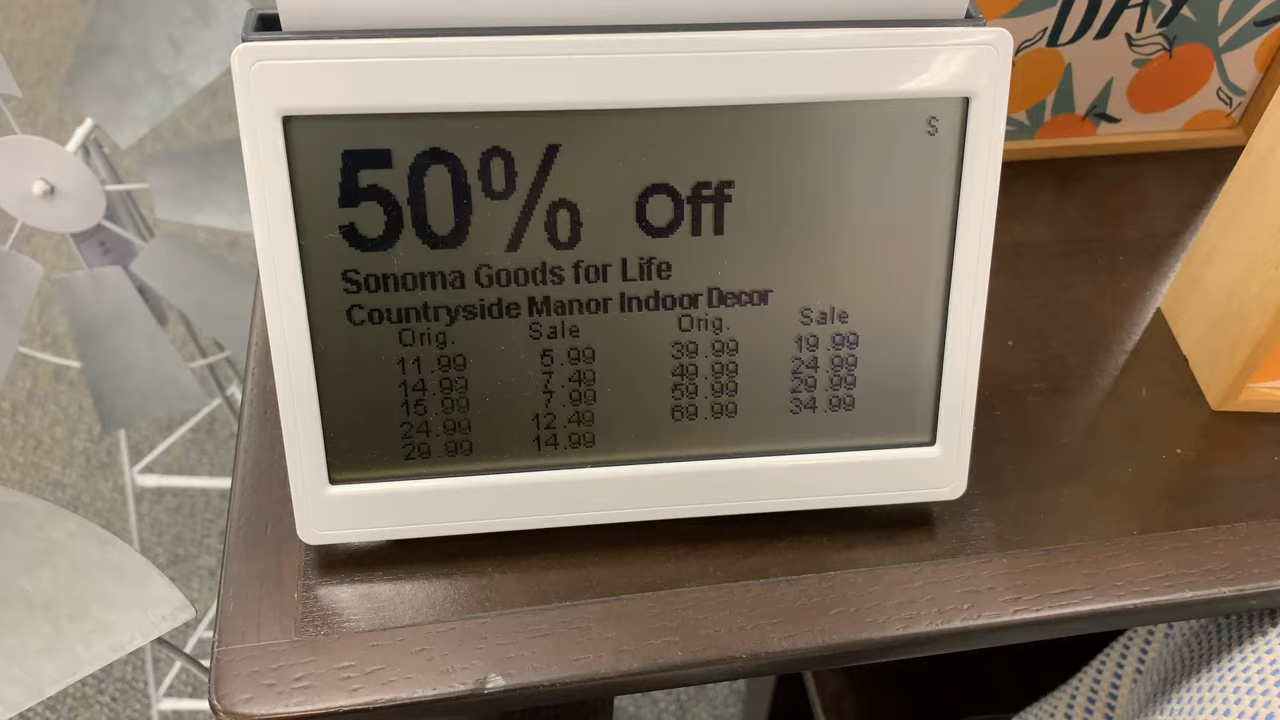 DAY
S
50% Off
Sonoma Goods for Life
Countryside Manor Indoor Decor
Orig. Sale Orig. Sale
11.99 5.99 39.99 19.99
14.99 7.49 49.99 24.99
15.99 7.99 59.99 29.99
24.99 12.49 69.99 34.99
29.99 14.99